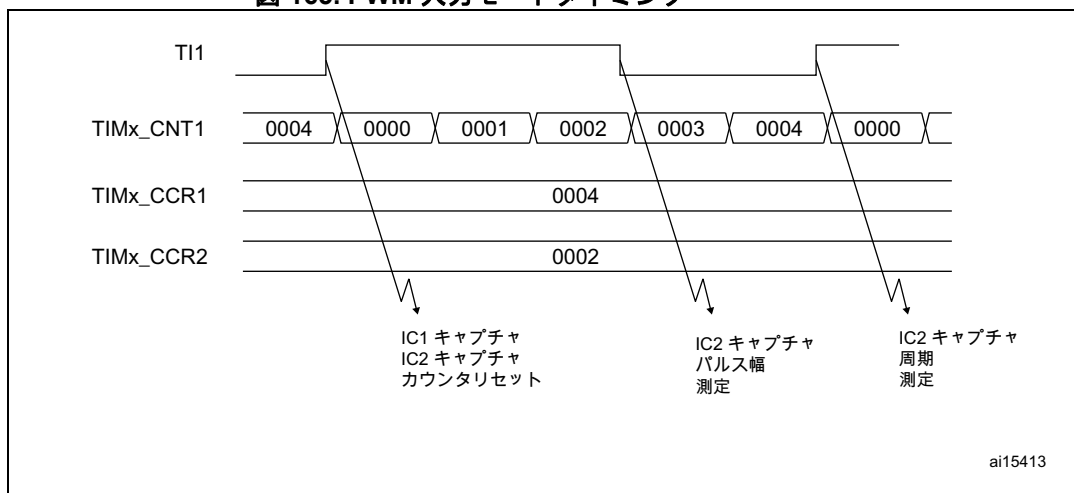 TI1
TIMx_CNT1 0004 0000 0001 0002 0003 0004 0000
TIMx_CCR1 0004
TIMx_CCR2 0002
IC1 キャプチャ
IC2 キャプチャ
カウンタリセット
IC2 キャプチャ
パルス幅
測定
IC2 キャプチャ
周期
測定
ai15413